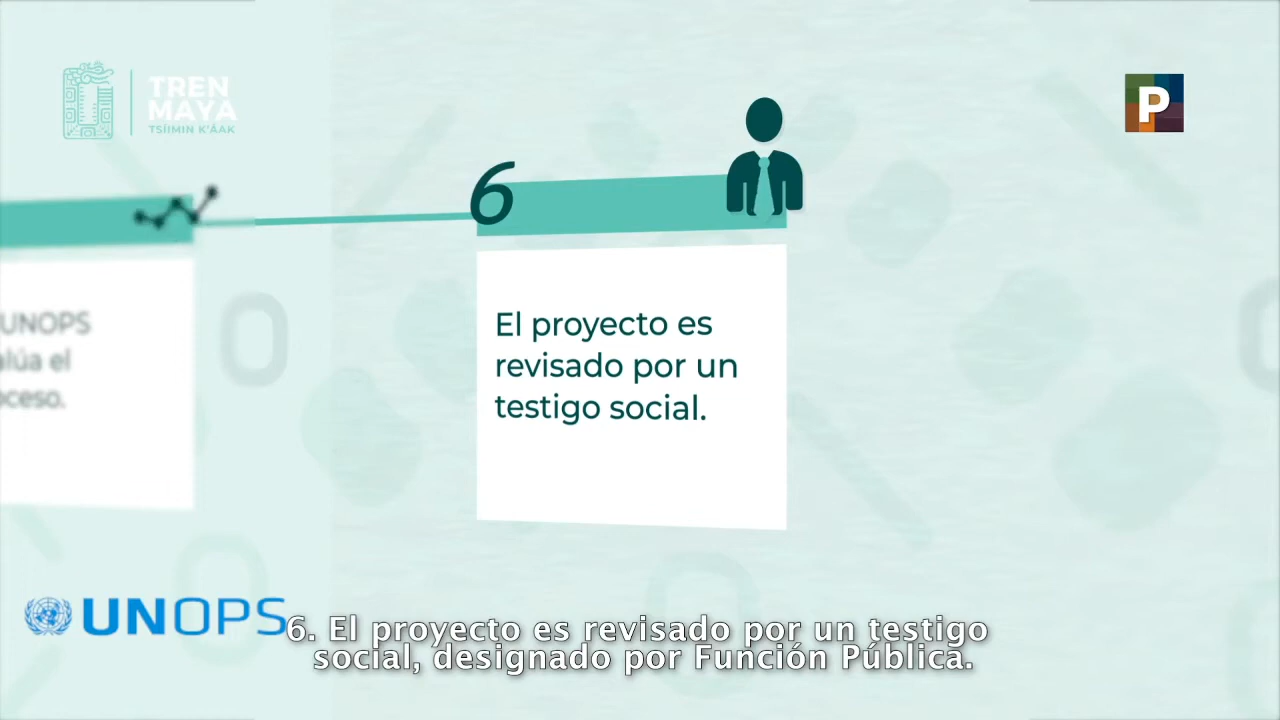 TREN
MAYA
TSÍIMIN K'ÁAK
P
6
UNOPS
alúa el
oceso.
El proyecto es
revisado por un
testigo social.
UNOPS
6. El proyecto es revisado por un testigo
social, designado por Función Pública.